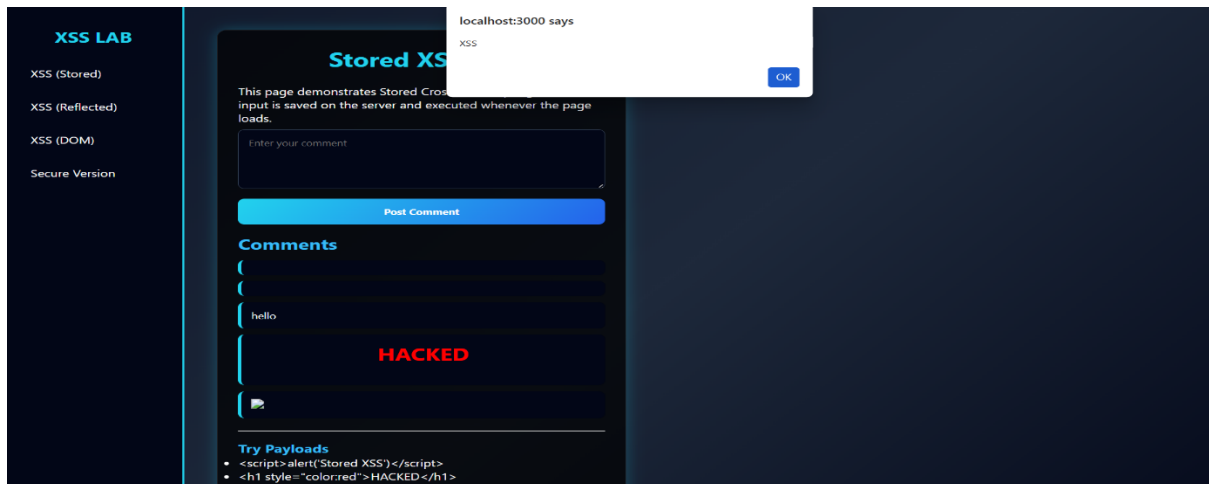 XSS LAB
XSS (Stored)
XSS (Reflected)
XSS (DOM)
Secure Version
localhost:3000 says
xss
OK
Stored XS
This page demonstrates Stored Cros
input is saved on the server and executed whenever the page
loads.
Enter your comment
Post Comment
Comments
hello
HACKED
Try Payloads
<script>alert('Stored XSS')</script>
<h1 style="color:red">HACKED</h1>